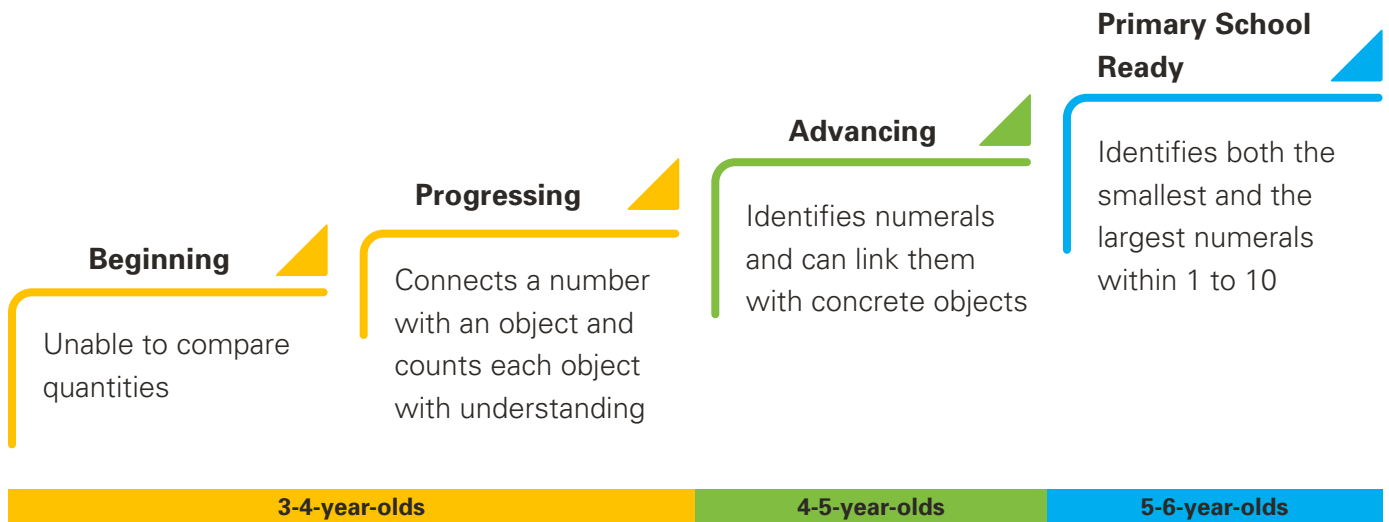 Beginning
Unable to compare
quantities
Progressing
Connects a number
with an object and
counts each object
with understanding
Advancing
Identifies numerals
and can link them
with concrete objects
Primary School
Ready
Identifies both the
smallest and the
largest numerals
within 1 to 10
3-4-year-olds
4-5-year-olds
5-6-year-olds